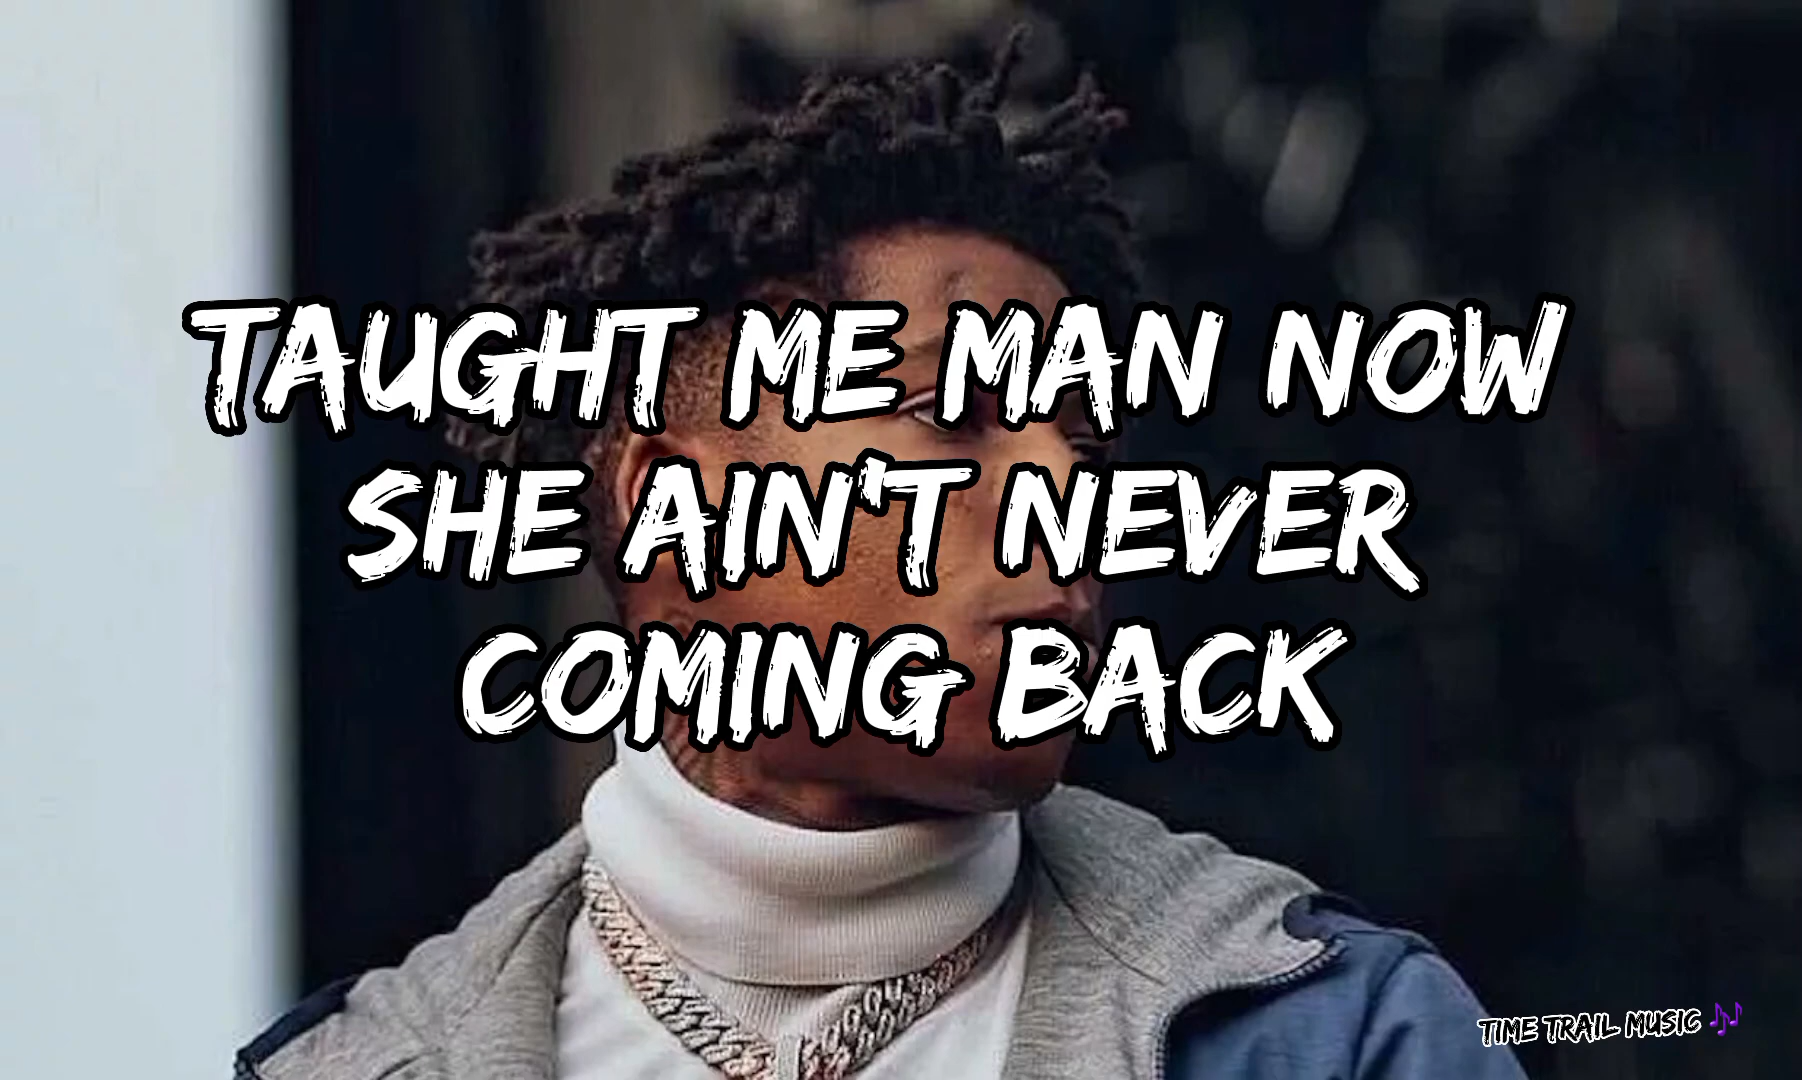 TAUGHT ME MAN NOW
SHE AIN'T NEVER
COMING BACK
TIME TRAIL MUSIC 🎶